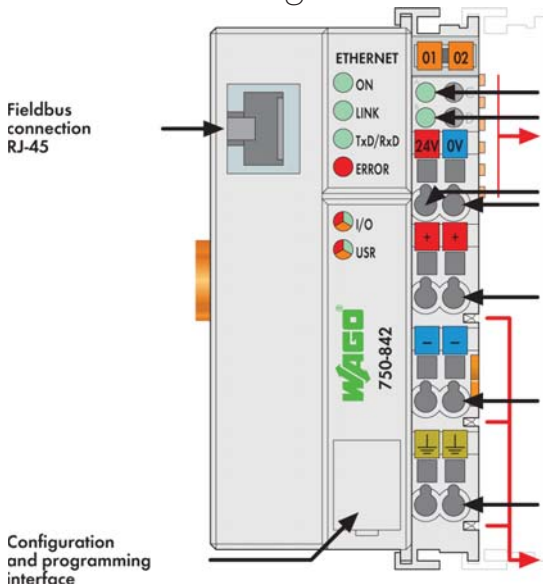 ETHERNET
ON
LINK
TxD/RxD
ERROR
I/O
USR
WAGO
750-842
01 02
24V 0V
+ +
− −
Fieldbus
connection
RJ-45
Configuration
and programming
interface